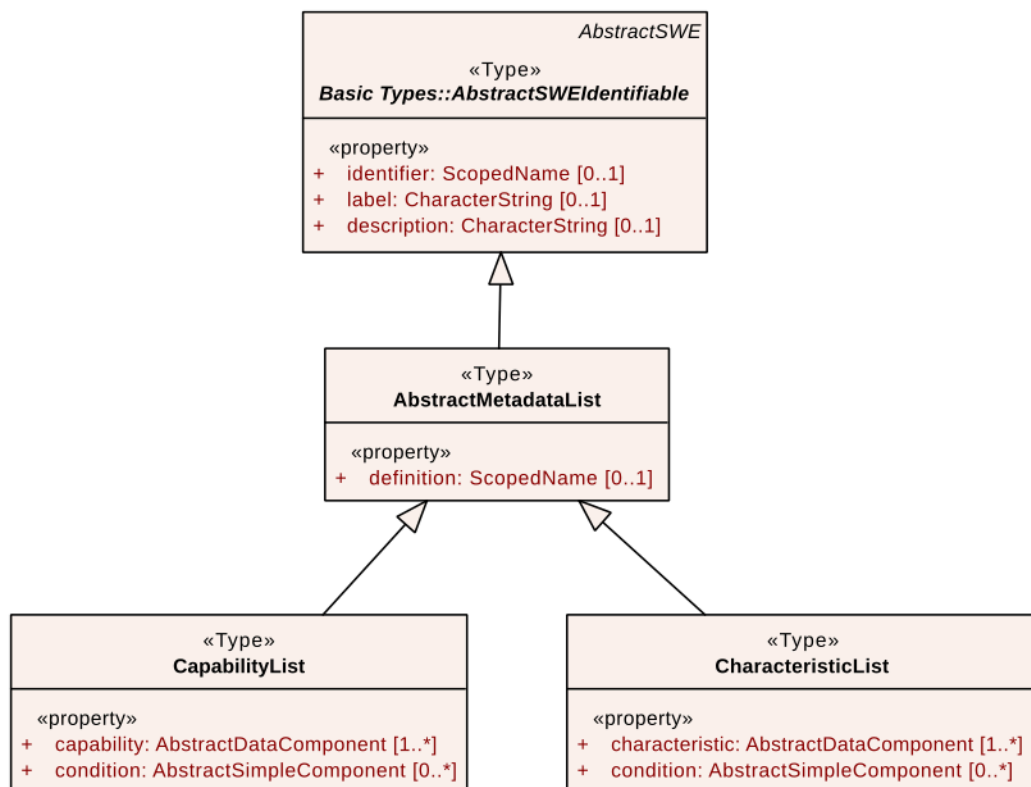 AbstractSWE
«Type»
Basic Types::AbstractSWEIdentifiable
«property»
+ identifier: ScopedName [0..1]
+ label: CharacterString [0..1]
+ description: CharacterString [0..1]
«Type»
AbstractMetadataList
«property»
+ definition: ScopedName [0..1]
«Type»
CapabilityList
«property»
+ capability: AbstractDataComponent [1..*]
+ condition: AbstractSimpleComponent [0..*]
«Type»
CharacteristicList
«property»
+ characteristic: AbstractDataComponent [1..*]
+ condition: AbstractSimpleComponent [0..*]